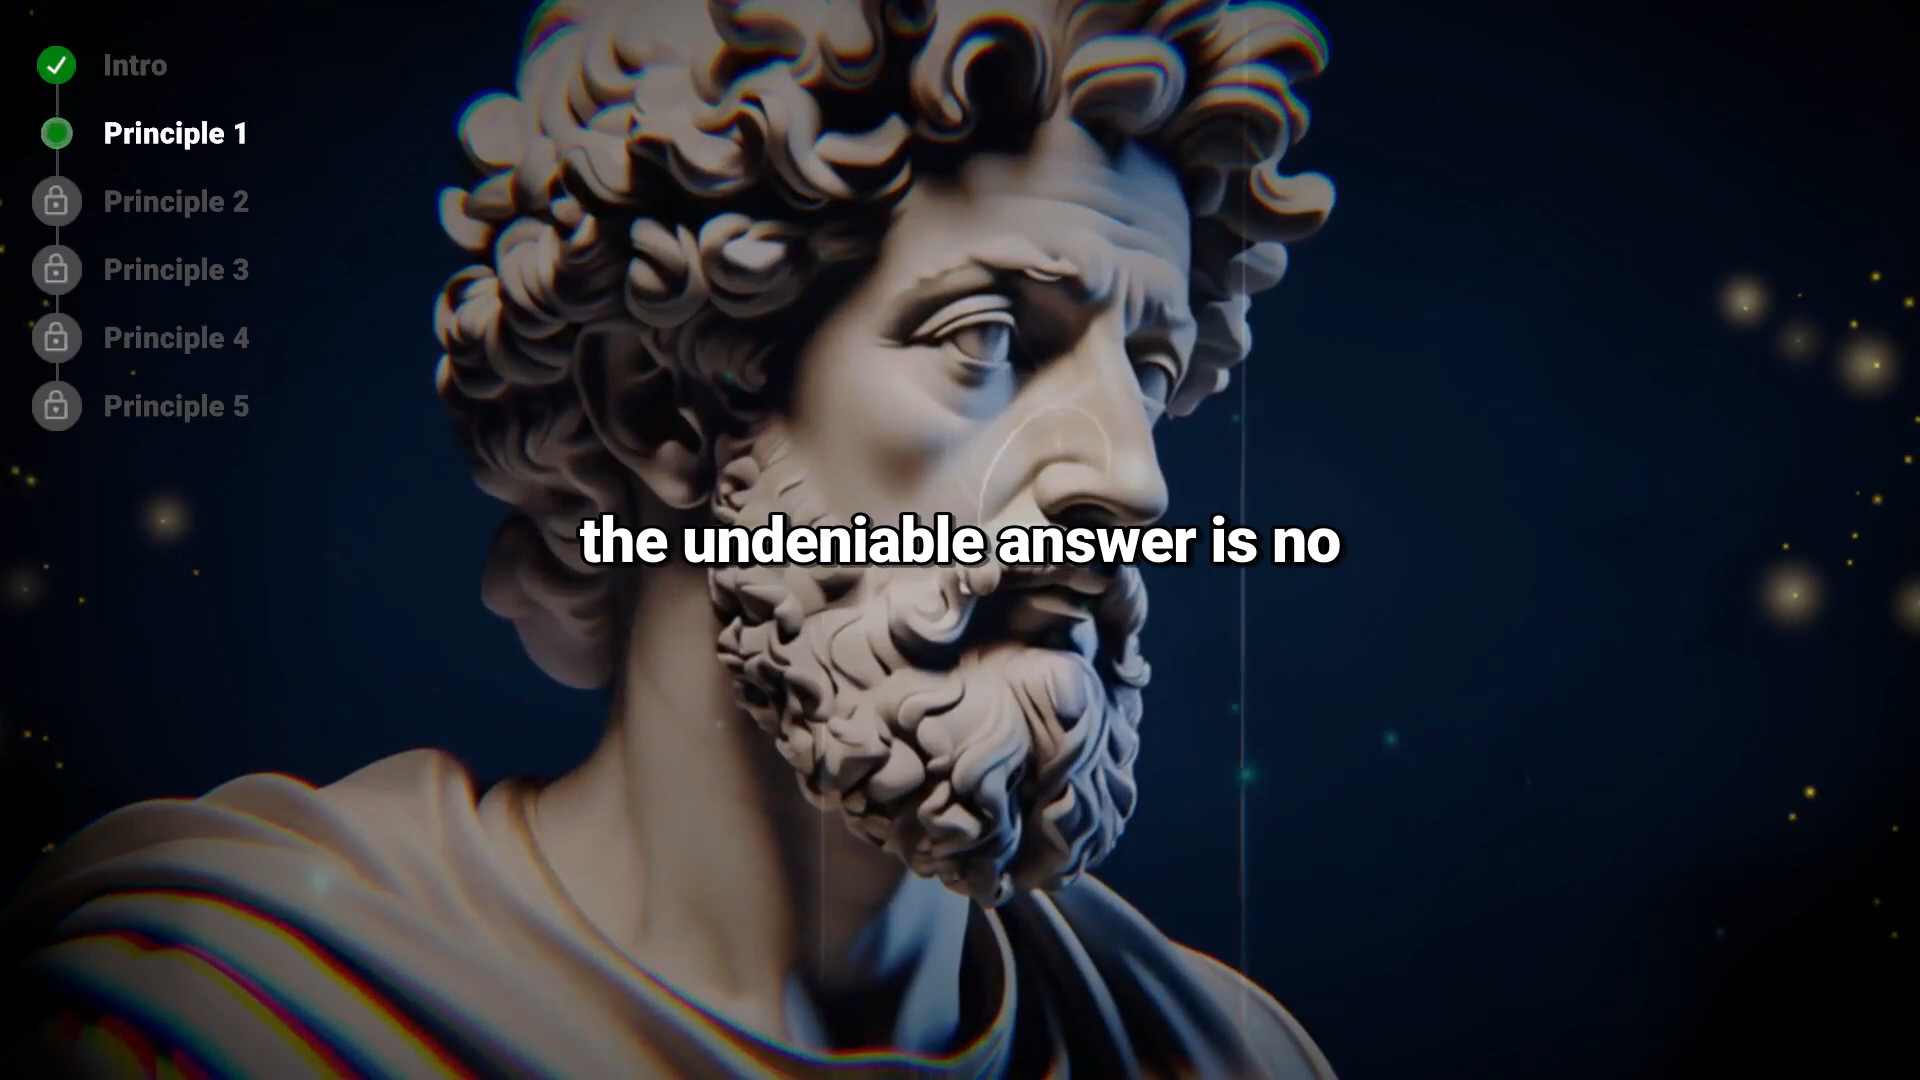 Intro
Principle 1
Principle 2
Principle 3
Principle 4
Principle 5
the undeniable answer is no